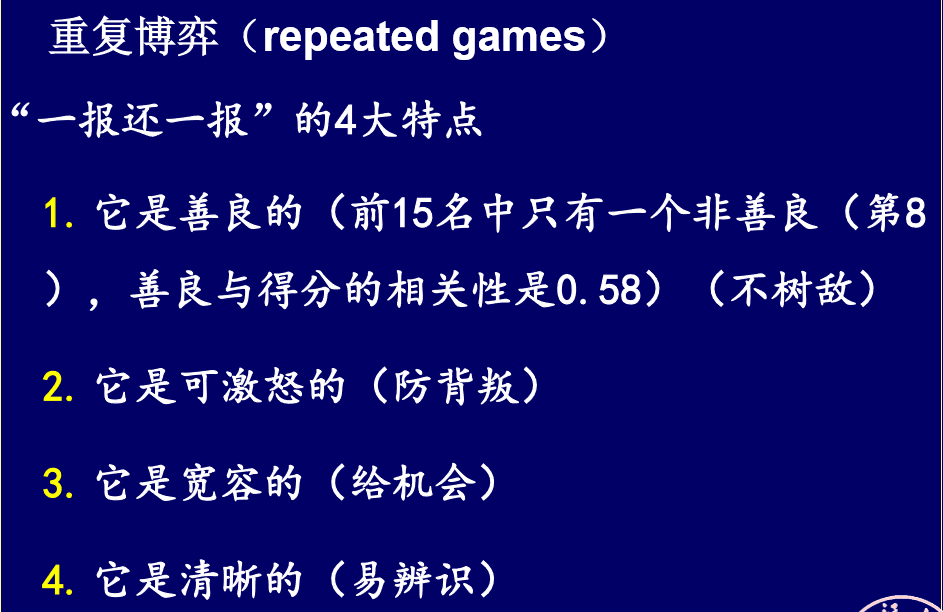 重复博弈（repeated games）
“一报还一报”的4大特点
1. 它是善良的（前15名中只有一个非善良（第8
），善良与得分的相关性是0.58）（不树敌）
2. 它是可激怒的（防背叛）
3. 它是宽容的（给机会）
4. 它是清晰的（易辨识）